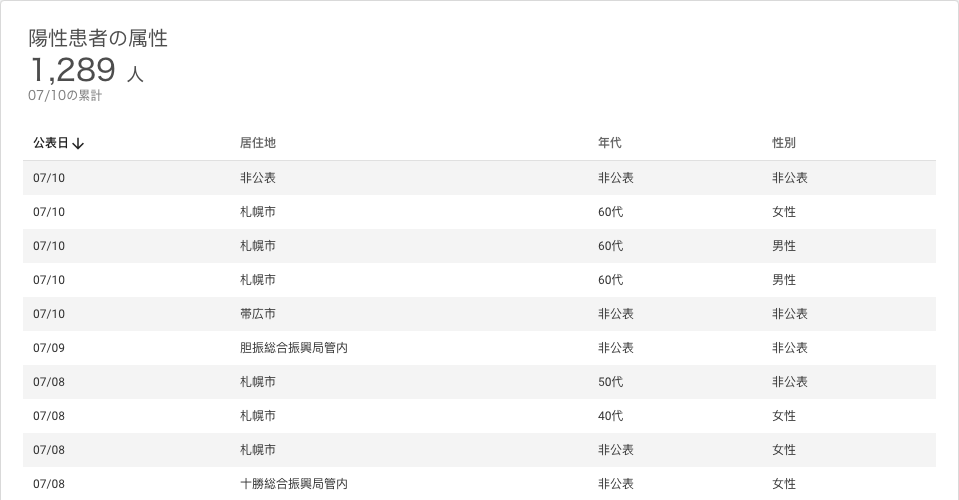 陽性患者の属性
1,289 人
07/10の累計
公表日 居住地 年代 性別
07/10 非公表 非公表 非公表
07/10 札幌市 60代 女性
07/10 札幌市 60代 男性
07/10 札幌市 60代 男性
07/10 帯広市 非公表 非公表
07/09 胆振総合振興局管内 非公表 非公表
07/08 札幌市 50代 非公表
07/08 札幌市 40代 女性
07/08 札幌市 非公表 女性
07/08 十勝総合振興局管内 非公表 女性